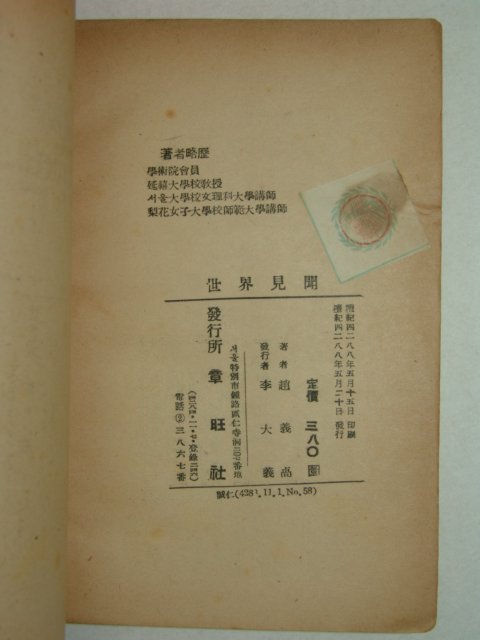 著者略歷
學術院會員
延禧大學校敎授
서울大學校文理科大學講師
梨花女子大學校師範大學講師
世界見聞
檀紀四二八八年五月十五日 印刷
檀紀四二八八年五月二十日 發行
定價 三八〇圜
著者 趙義卨
發行者 李大義
서울特別市鍾路區仁寺洞 番地
發行所 章旺社
電話②三八六七番
誠仁